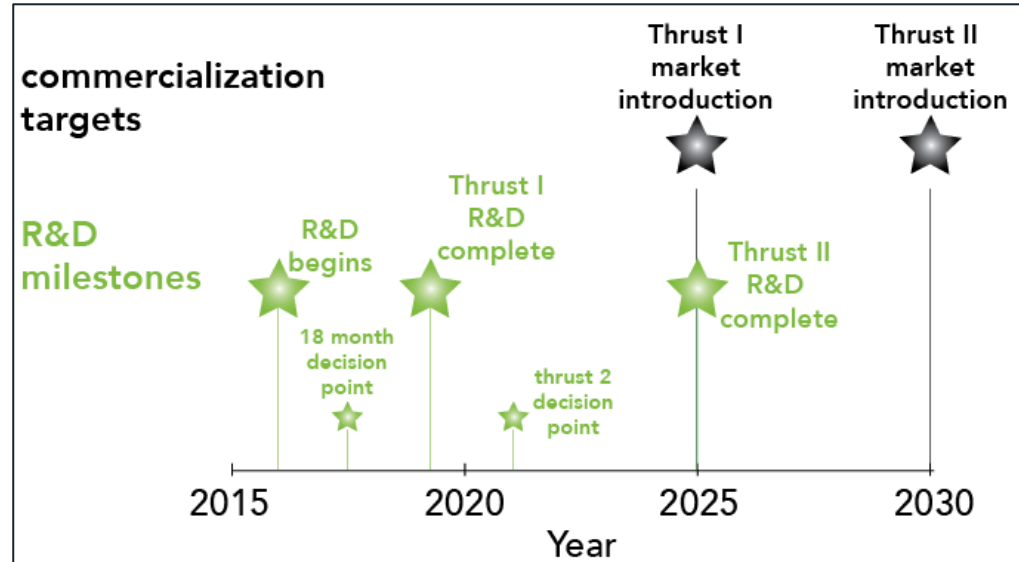 commercialization
targets
Thrust I
market
introduction
Thrust II
market
introduction
R&D
milestones
R&D
begins
Thrust I
R&D
complete
Thrust II
R&D
complete
18 month
decision
point
thrust 2
decision
point
2015
2020
2025
2030
Year